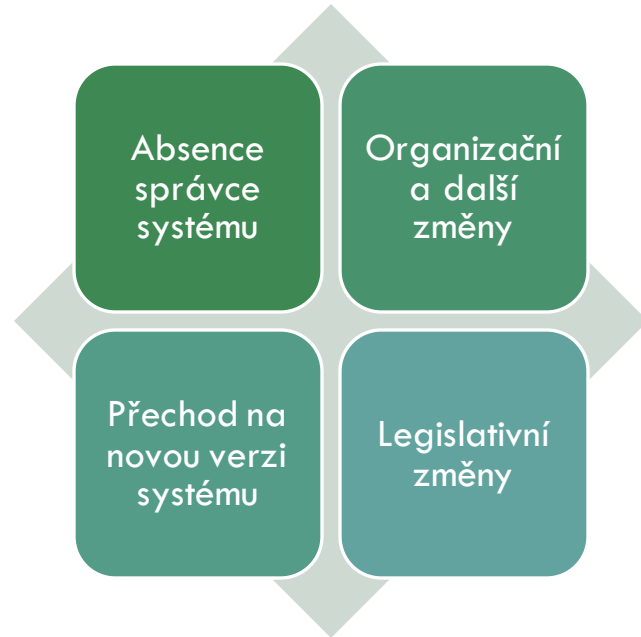 Absence
správce
systému
Organizační
a další
změny
Přechod na
novou verzi
systému
Legislativní
změny